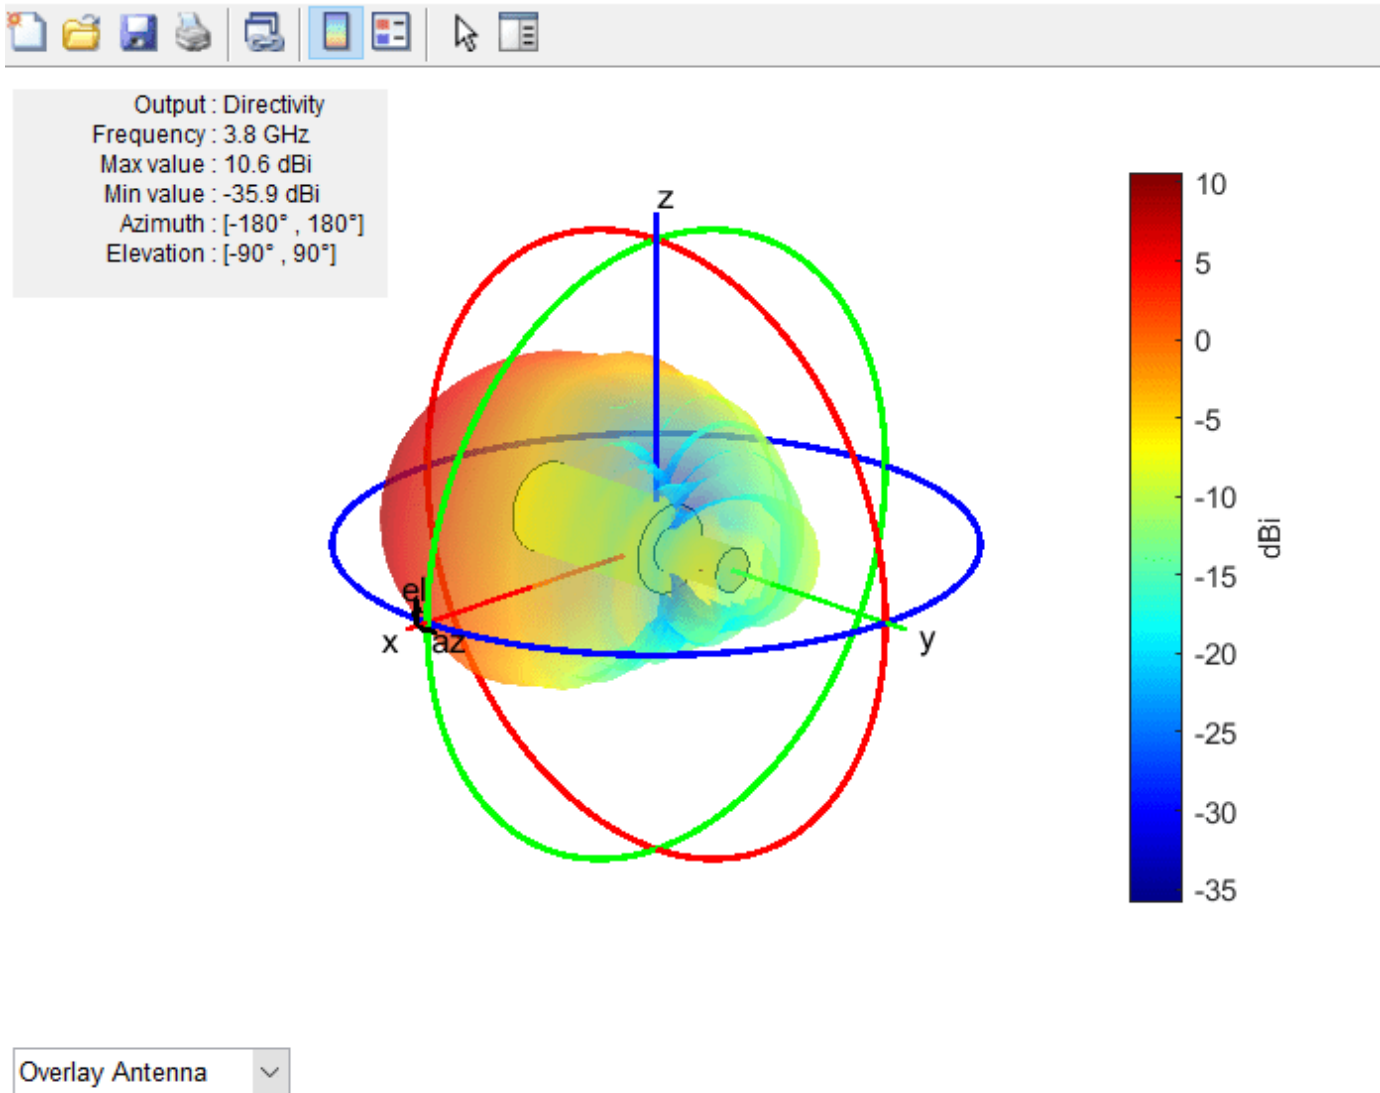 Output : Directivity
Frequency : 3.8 GHz
Max value : 10.6 dBi
Min value : -35.9 dBi
Azimuth : [-180° , 180°]
Elevation : [-90° , 90°]
z
el
x
az
y
10
5
0
-5
-10
-15
-20
-25
-30
-35
dBi
Overlay Antenna